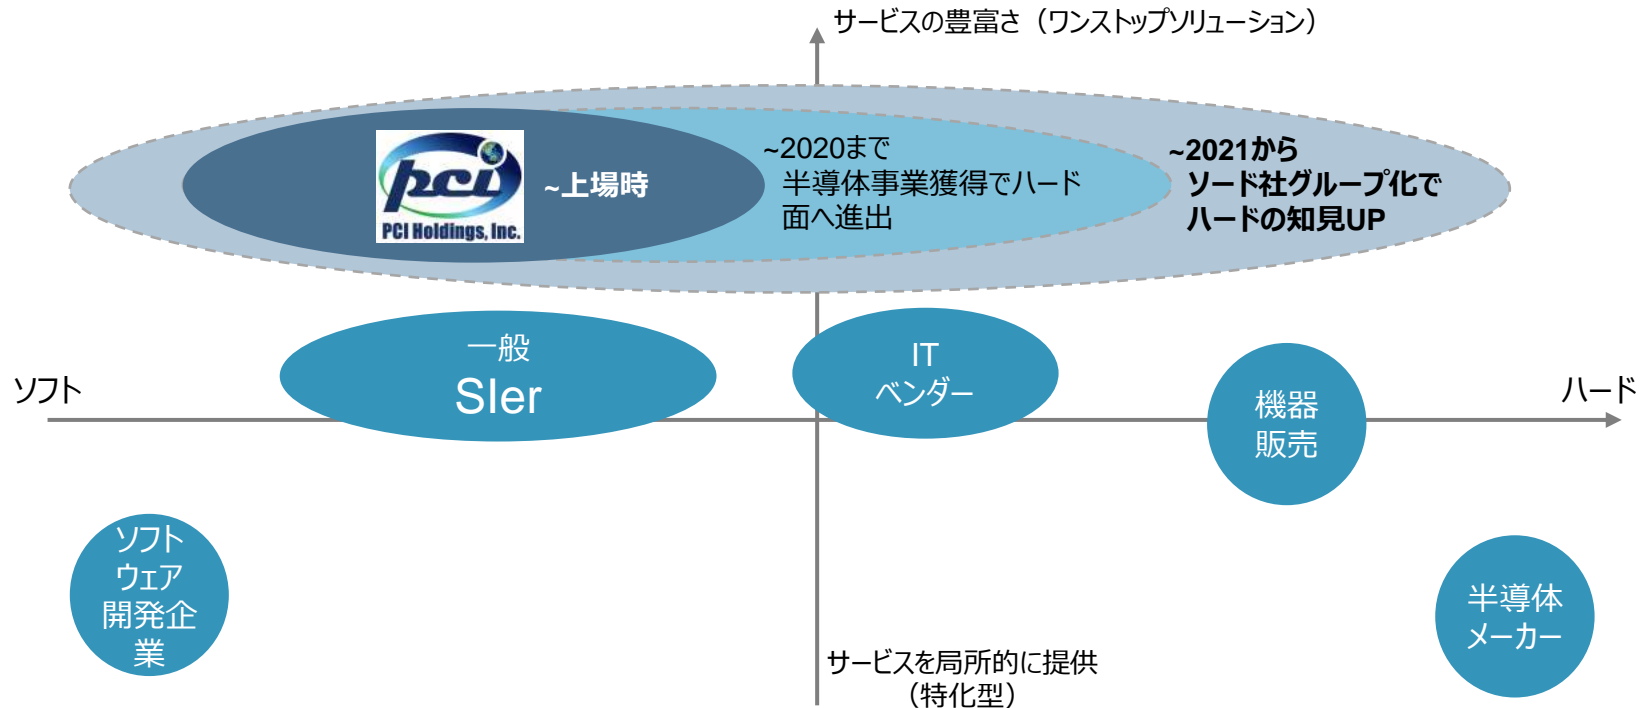 サービスの豊富さ（ワンストップソリューション）
pci
PCI Holdings, Inc.
~上場時
~2020まで
半導体事業獲得でハード
面へ進出
~2021から
ソード社グループ化で
ハードの知見UP
一般
SIer
IT
ベンダー
ソフト
ハード
機器
販売
ソフト
ウェア
開発企
業
半導体
メーカー
サービスを局所的に提供
（特化型）